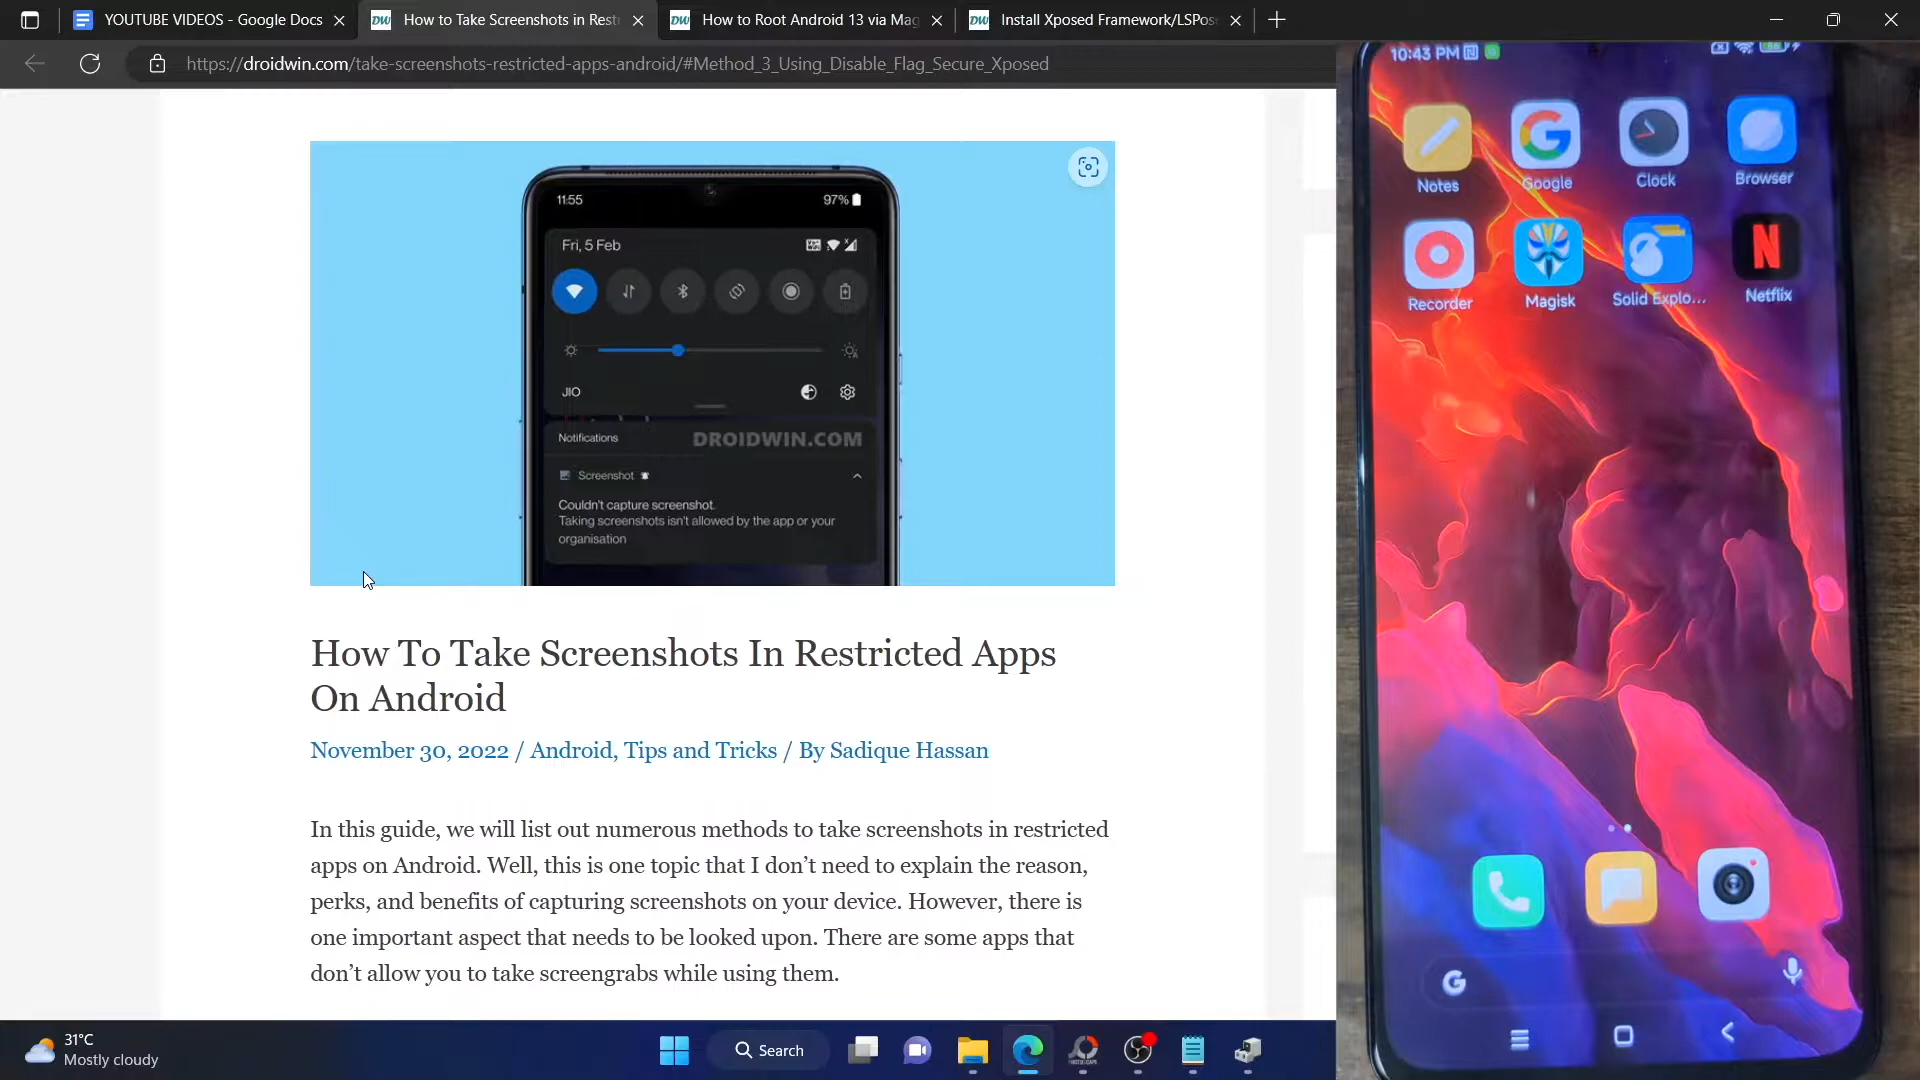 YOUTUBE VIDEOS - Google Docs
How to Take Screenshots in Rest
How to Root Android 13 via Mag
Install Xposed Framework/LSPos
https://droidwin.com/take-screenshots-restricted-apps-android/#Method_3_Using_Disable_Flag_Secure_Xposed
11:55
97%
Fri, 5 Feb
JIO
Notifications
DROIDWIN.COM
Screenshot
Couldn't capture screenshot.
Taking screenshots isn't allowed by the app or your
organisation
How To Take Screenshots In Restricted Apps
On Android
November 30, 2022 / Android, Tips and Tricks / By Sadique Hassan
In this guide, we will list out numerous methods to take screenshots in restricted
apps on Android. Well, this is one topic that I don't need to explain the reason,
perks, and benefits of capturing screenshots on your device. However, there is
one important aspect that needs to be looked upon. There are some apps that
don't allow you to take screengrabs while using them.
31°C
Mostly cloudy
Search
10:43 PM
Notes
Google
Clock
Browser
Recorder
Magisk
Solid Explo...
Netflix